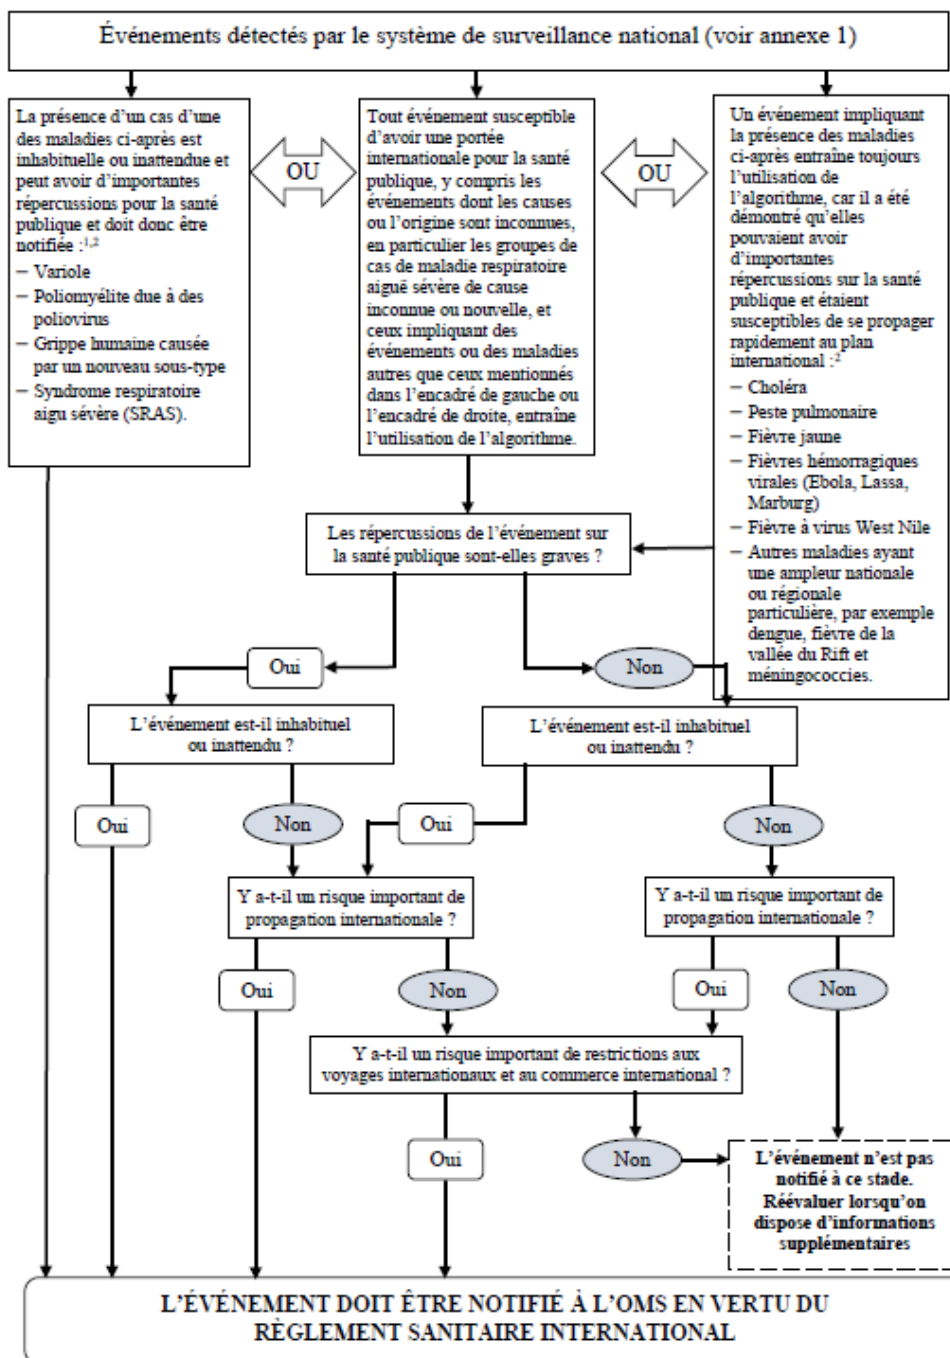 Événements détectés par le système de surveillance national (voir annexe 1)
La présence d'un cas d'une
des maladies ci-après est
inhabituelle ou inattendue et
peut avoir d'importantes
répercussions pour la santé
publique et doit donc être
notifiée :1,2
– Variole
– Poliomyélite due à des
poliovirus
– Grippe humaine causée
par un nouveau sous-type
– Syndrome respiratoire
aigu sévère (SRAS).
OU
Tout événement susceptible
d'avoir une portée
internationale pour la santé
publique, y compris les
événements dont les causes
ou l'origine sont inconnues,
en particulier les groupes de
cas de maladie respiratoire
aiguë sévère de cause
inconnue ou nouvelle, et
ceux impliquant des
événements ou des maladies
autres que ceux mentionnés
dans l'encadré de gauche ou
l'encadré de droite, entraîne
l'utilisation de l'algorithme.
OU
Un événement impliquant
la présence des maladies
ci-après entraîne toujours
l'utilisation de
l'algorithme, car il a été
démontré qu'elles
pouvaient avoir
d'importantes
répercussions sur la santé
publique et étaient
susceptibles de se propager
rapidement au plan
international :2
– Choléra
– Peste pulmonaire
– Fièvre jaune
– Fièvres hémorragiques
virales (Ebola, Lassa,
Marburg)
– Fièvre à virus West Nile
– Autres maladies ayant
une ampleur nationale
ou régionale
particulière, par exemple
dengue, fièvre de la
vallée du Rift et
méningococcies.
Les répercussions de l'événement sur
la santé publique sont-elles graves ?
Oui
Non
L'événement est-il inhabituel
ou inattendu ?
L'événement est-il inhabituel
ou inattendu ?
Oui
Non
Oui
Non
Y a-t-il un risque important de
propagation internationale ?
Y a-t-il un risque important de
propagation internationale ?
Oui
Non
Oui
Non
Y a-t-il un risque important de restrictions aux
voyages internationaux et au commerce international ?
Oui
Non
L'événement n'est pas
notifié à ce stade.
Réévaluer lorsqu'on
dispose d'informations
supplémentaires
L'ÉVÉNEMENT DOIT ÊTRE NOTIFIÉ À L'OMS EN VERTU DU
RÈGLEMENT SANITAIRE INTERNATIONAL